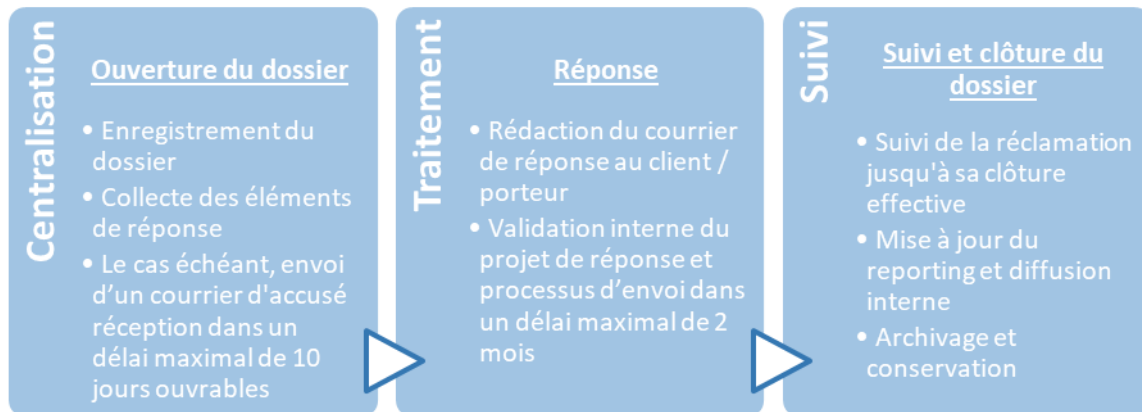 Centralisation
Ouverture du dossier
• Enregistrement du
dossier
• Collecte des éléments
de réponse
• Le cas échéant, envoi
d’un courrier d'accusé
réception dans un
délai maximal de 10
jours ouvrables
Traitement
Réponse
• Rédaction du courrier
de réponse au client /
porteur
• Validation interne du
projet de réponse et
processus d’envoi dans
un délai maximal de 2
mois
Suivi
Suivi et clôture du
dossier
• Suivi de la réclamation
jusqu'à sa clôture
effective
• Mise à jour du
reporting et diffusion
interne
• Archivage et
conservation